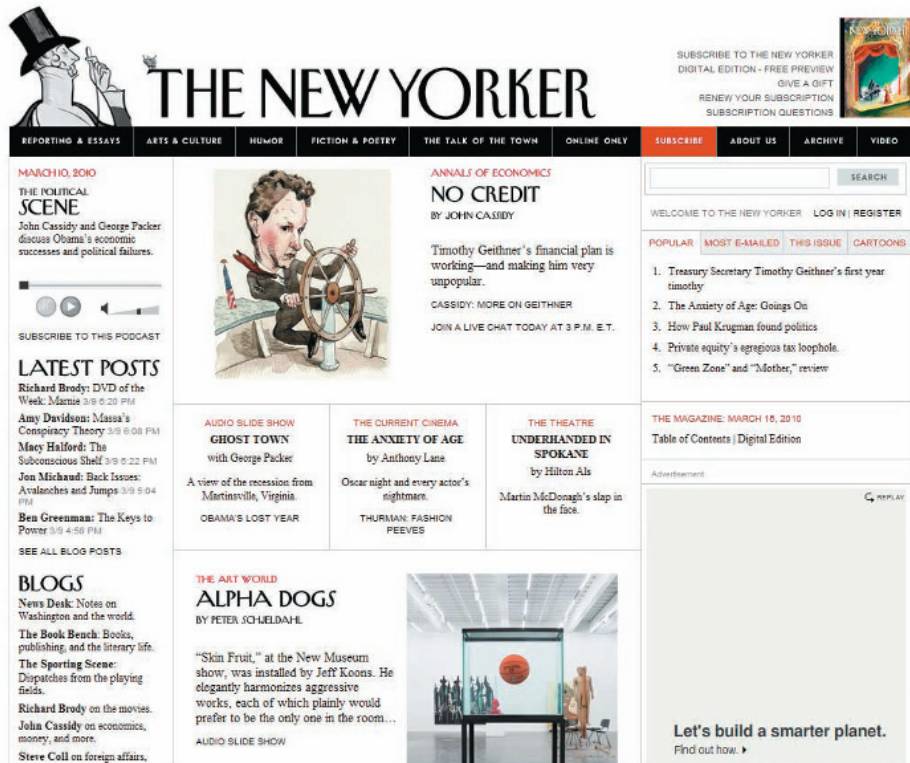 THE NEW YORKER
SUBSCRIBE TO THE NEW YORKER
DIGITAL EDITION - FREE PREVIEW
GIVE A GIFT
RENEW YOUR SUBSCRIPTION
SUBSCRIPTION QUESTIONS
NEW YORKER
REPORTING & ESSAYS
ARTS & CULTURE
HUMOR
FICTION & POETRY
THE TALK OF THE TOWN
ONLINE ONLY
SUBSCRIBE
ABOUT US
ARCHIVE
VIDEO
MARCH 10, 2010
THE POLITICAL
SCENE
John Cassidy and George Packer
discuss Obama's economic
successes and political failures.
SUBSCRIBE TO THIS PODCAST
LATEST POSTS
Richard Brody: DVD of the
Week: Marnie 3/9 6:20 PM
Amy Davidson: Massa's
Conspiracy Theory 3/9 6:08 PM
Macy Halford: The
Subconscious Shelf 3/9 5:22 PM
Jon Michaud: Back Issues:
Avalanches and Jumps 3/9 5:04
PM
Ben Greenman: The Keys to
Power 3/9 4:56 PM
SEE ALL BLOG POSTS
BLOGS
News Desk: Notes on
Washington and the world.
The Book Bench: Books,
publishing, and the literary life.
The Sporting Scene:
Dispatches from the playing
fields.
Richard Brody on the movies.
John Cassidy on economics,
money, and more.
Steve Coll on foreign affairs,
ANNALS OF ECONOMICS
NO CREDIT
BY JOHN CASSIDY
Timothy Geithner's financial plan is
working—and making him very
unpopular.
CASSIDY: MORE ON GEITHNER
JOIN A LIVE CHAT TODAY AT 3 P.M. E.T.
AUDIO SLIDE SHOW
GHOST TOWN
with George Packer
A view of the recession from
Martinsville, Virginia.
OBAMA'S LOST YEAR
THE CURRENT CINEMA
THE ANXIETY OF AGE
by Anthony Lane
Oscar night and every actor's
nightmare.
THURMAN: FASHION
PEEVES
THE THEATRE
UNDERHANDED IN
SPOKANE
by Hilton Als
Martin McDonagh's slap in
the face.
THE ART WORLD
ALPHA DOGS
BY PETER SCHJELDAHL
"Skin Fruit," at the New Museum
show, was installed by Jeff Koons. He
elegantly harmonizes aggressive
works, each of which plainly would
prefer to be the only one in the room…
AUDIO SLIDE SHOW
SEARCH
WELCOME TO THE NEW YORKER LOG IN | REGISTER
POPULAR
MOST E-MAILED
THIS ISSUE
CARTOONS
1. Treasury Secretary Timothy Geithner's first year
timothy
2. The Anxiety of Age: Goings On
3. How Paul Krugman found politics
4. Private equity's egregious tax loophole.
5. "Green Zone" and "Mother," review
THE MAGAZINE: MARCH 15, 2010
Table of Contents | Digital Edition
Advertisement
REPLAY
Let's build a smarter planet.
Find out how.